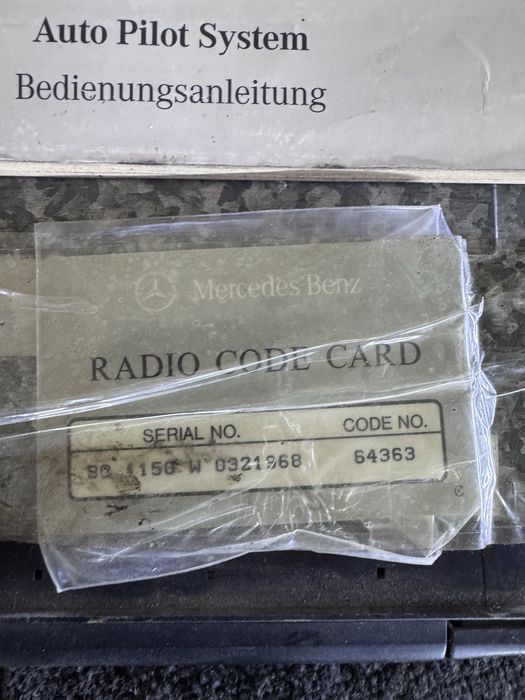 Auto Pilot System
Bedienungsanleitung
Mercedes-Benz
RADIO CODE CARD
SERIAL NO. CODE NO.
W 0321968 64363